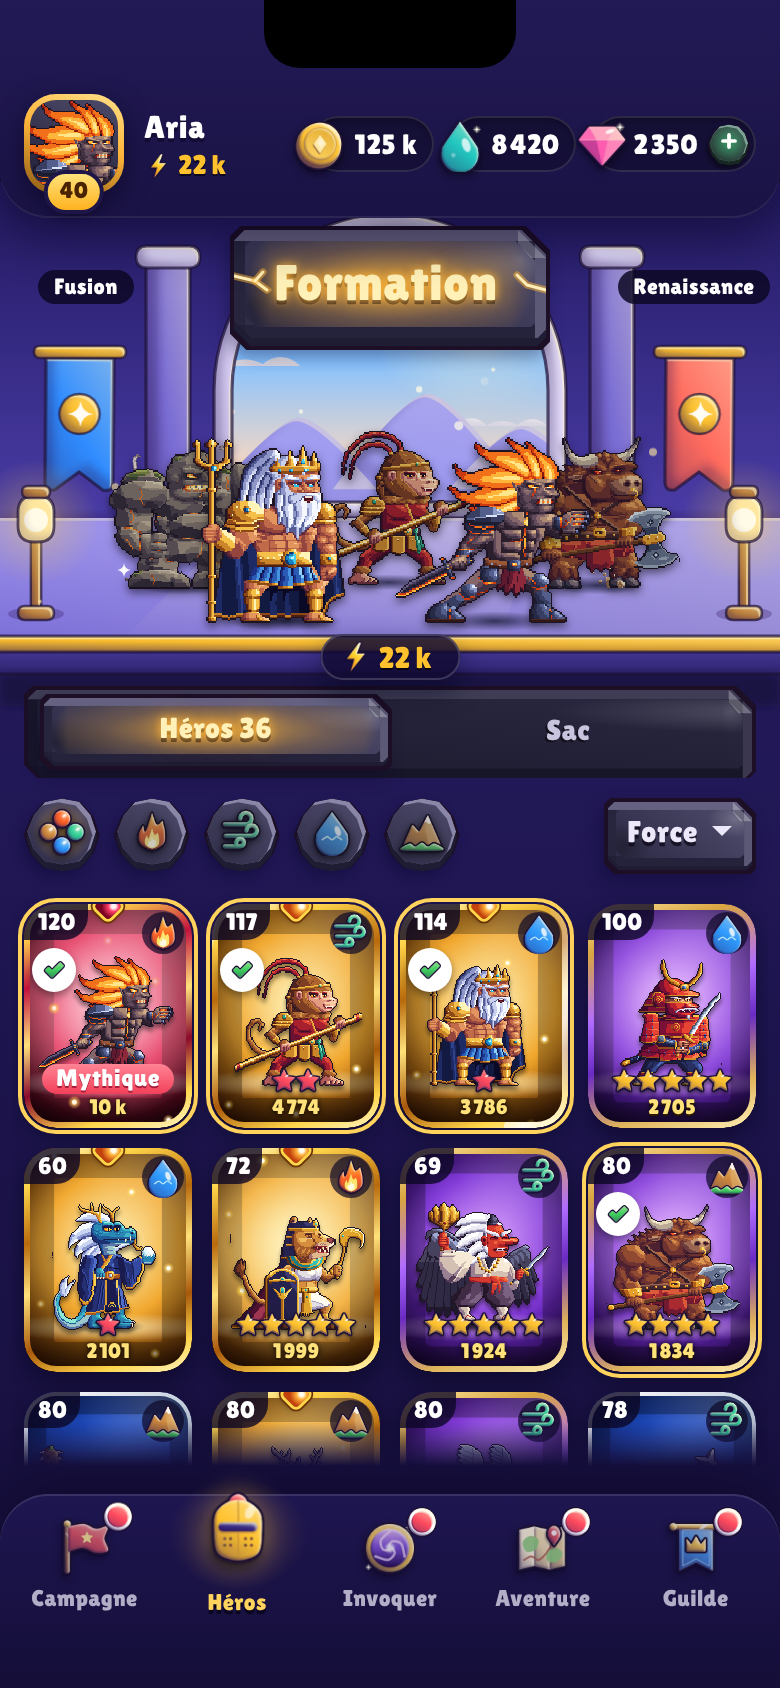 Aria
22 k
40
125 k
8420
2350
Formation
Fusion
Renaissance
22 k
Héros 36
Sac
Force
120
117
114
100
Mythique
10 k
4774
3786
2705
60
72
69
80
2101
1999
1924
1834
80
80
80
78
Campagne
Héros
Invoquer
Aventure
Guilde